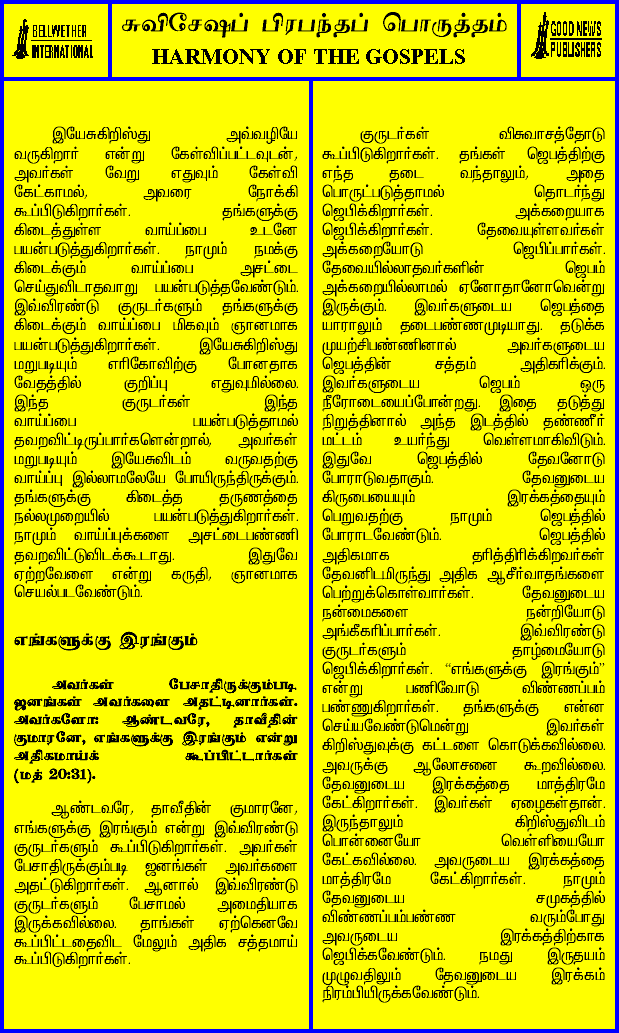 BELLWETHER
INTERNATIONAL
சுவிசேஷப் பிரபந்தப் பொருத்தம்
HARMONY OF THE GOSPELS
GOOD NEWS
PUBLISHERS
இயேசுகிறிஸ்து அவ்வழியே
வருகிறார் என்று கேள்விப்பட்டவுடன்,
அவர்கள் வேறு எதுவும் கேள்வி
கேட்காமல், அவரை நோக்கி
கூப்பிடுகிறார்கள். தங்களுக்கு
கிடைத்துள்ள வாய்ப்பை உடனே
பயன்படுத்துகிறார்கள். நாமும் நமக்கு
கிடைக்கும் வாய்ப்பை அசட்டை
செய்துவிடாதவாறு பயன்படுத்தவேண்டும்.
இவ்விரண்டு குருடர்களும் தங்களுக்கு
கிடைக்கும் வாய்ப்பை மிகவும் ஞானமாக
பயன்படுத்துகிறார்கள். இயேசுகிறிஸ்து
மறுபடியும் எரிகோவிற்கு போனதாக
வேதத்தில் குறிப்பு எதுவுமில்லை.
இந்த குருடர்கள் இந்த
வாய்ப்பை பயன்படுத்தாமல்
தவறவிட்டிருப்பார்களென்றால், அவர்கள்
மறுபடியும் இயேசுவிடம் வருவதற்கு
வாய்ப்பு இல்லாமலேயே போயிருந்திருக்கும்.
தங்களுக்கு கிடைத்த தருணத்தை
நல்லமுறையில் பயன்படுத்துகிறார்கள்.
நாமும் வாய்ப்புக்களை அசட்டைபண்ணி
தவறவிட்டுவிடக்கூடாது. இதுவே
ஏற்றவேளை என்று கருதி, ஞானமாக
செயல்படவேண்டும்.
எங்களுக்கு இரங்கும்
அவர்கள் பேசாதிருக்கும்படி
ஜனங்கள் அவர்களை அதட்டினார்கள்.
அவர்களோ: ஆண்டவரே, தாவீதின்
குமாரனே, எங்களுக்கு இரங்கும் என்று
அதிகமாய்க் கூப்பிட்டார்கள்
(மத் 20:31).
ஆண்டவரே, தாவீதின் குமாரனே,
எங்களுக்கு இரங்கும் என்று இவ்விரண்டு
குருடர்களும் கூப்பிடுகிறார்கள். அவர்கள்
பேசாதிருக்கும்படி ஜனங்கள் அவர்களை
அதட்டுகிறார்கள். ஆனால் இவ்விரண்டு
குருடர்களும் பேசாமல் அமைதியாக
இருக்கவில்லை. தாங்கள் ஏற்கெனவே
கூப்பிட்டதைவிட மேலும் அதிக சத்தமாய்
கூப்பிடுகிறார்கள்.
குருடர்கள் விசுவாசத்தோடு
கூப்பிடுகிறார்கள். தங்கள் ஜெபத்திற்கு
எந்த தடை வந்தாலும், அதை
பொருட்படுத்தாமல் தொடர்ந்து
ஜெபிக்கிறார்கள். அக்கறையாக
ஜெபிக்கிறார்கள். தேவையுள்ளவர்கள்
அக்கறையோடு ஜெபிப்பார்கள்.
தேவையில்லாதவர்களின் ஜெபம்
அக்கறையில்லாமல் ஏனோதானோவென்று
இருக்கும். இவர்களுடைய ஜெபத்தை
யாராலும் தடைபண்ணமுடியாது. தடுக்க
முயற்சிபண்ணினால் அவர்களுடைய
ஜெபத்தின் சத்தம் அதிகரிக்கும்.
இவர்களுடைய ஜெபம் ஒரு
நீரோடையைப்போன்றது. இதை தடுத்து
நிறுத்தினால் அந்த இடத்தில் தண்ணீர்
மட்டம் உயர்ந்து வெள்ளமாகிவிடும்.
இதுவே ஜெபத்தில் தேவனோடு
போராடுவதாகும். தேவனுடைய
கிருபையையும் இரக்கத்தையும்
பெறுவதற்கு நாமும் ஜெபத்தில்
போராடவேண்டும். ஜெபத்தில்
அதிகமாக தரித்திரிக்கிறவர்கள்
தேவனிடமிருந்து அதிக ஆசீர்வாதங்களை
பெற்றுக்கொள்வார்கள். தேவனுடைய
நன்மைகளை நன்றியோடு
அங்கீகரிப்பார்கள். இவ்விரண்டு
குருடர்களும் தாழ்மையோடு
ஜெபிக்கிறார்கள். “எங்களுக்கு இரங்கும்”
என்று பணிவோடு விண்ணப்பம்
பண்ணுகிறார்கள். தங்களுக்கு என்ன
செய்யவேண்டுமென்று இவர்கள்
கிறிஸ்துவுக்கு கட்டளை கொடுக்கவில்லை.
அவருக்கு ஆலோசனை கூறவில்லை.
தேவனுடைய இரக்கத்தை மாத்திரமே
கேட்கிறார்கள். இவர்கள் ஏழைகள்தான்.
இருந்தாலும் கிறிஸ்துவிடம்
பொன்னையோ வெள்ளியையோ
கேட்கவில்லை. அவருடைய இரக்கத்தை
மாத்திரமே கேட்கிறார்கள். நாமும்
தேவனுடைய சமுகத்தில்
விண்ணப்பம்பண்ண வரும்போது
அவருடைய இரக்கத்திற்காக
ஜெபிக்கவேண்டும். நமது இருதயம்
முழுவதிலும் தேவனுடைய இரக்கம்
நிரம்பியிருக்கவேண்டும்.